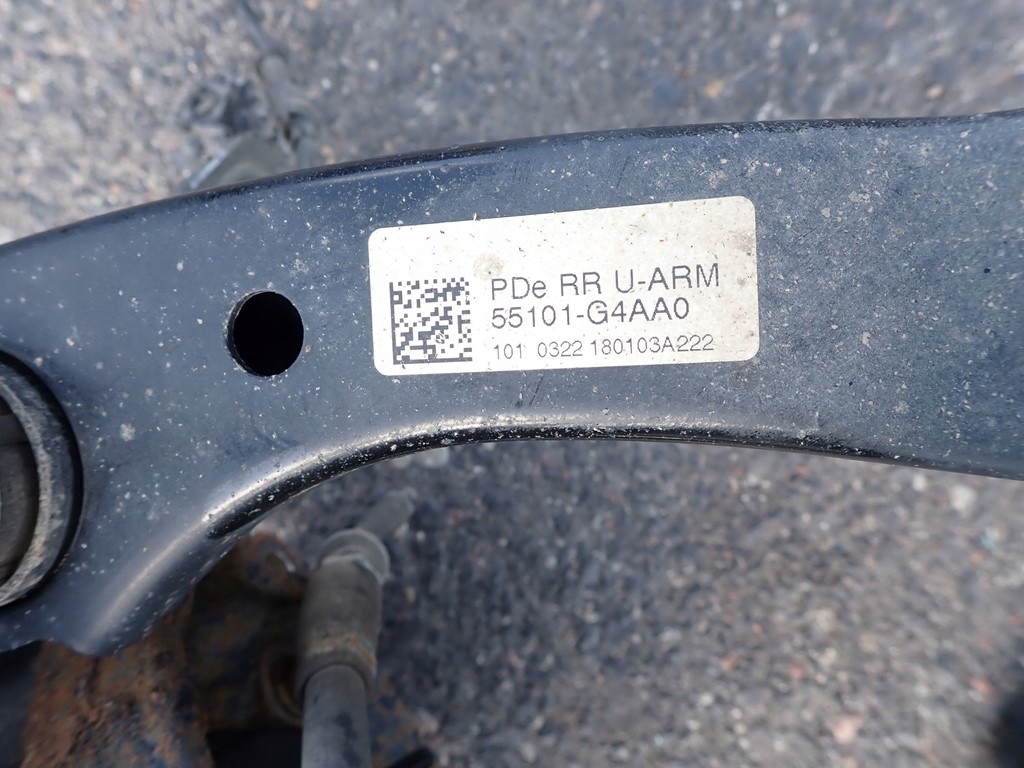 PDe RR U-ARM
55101-G4AA0
101 0322 180103A222